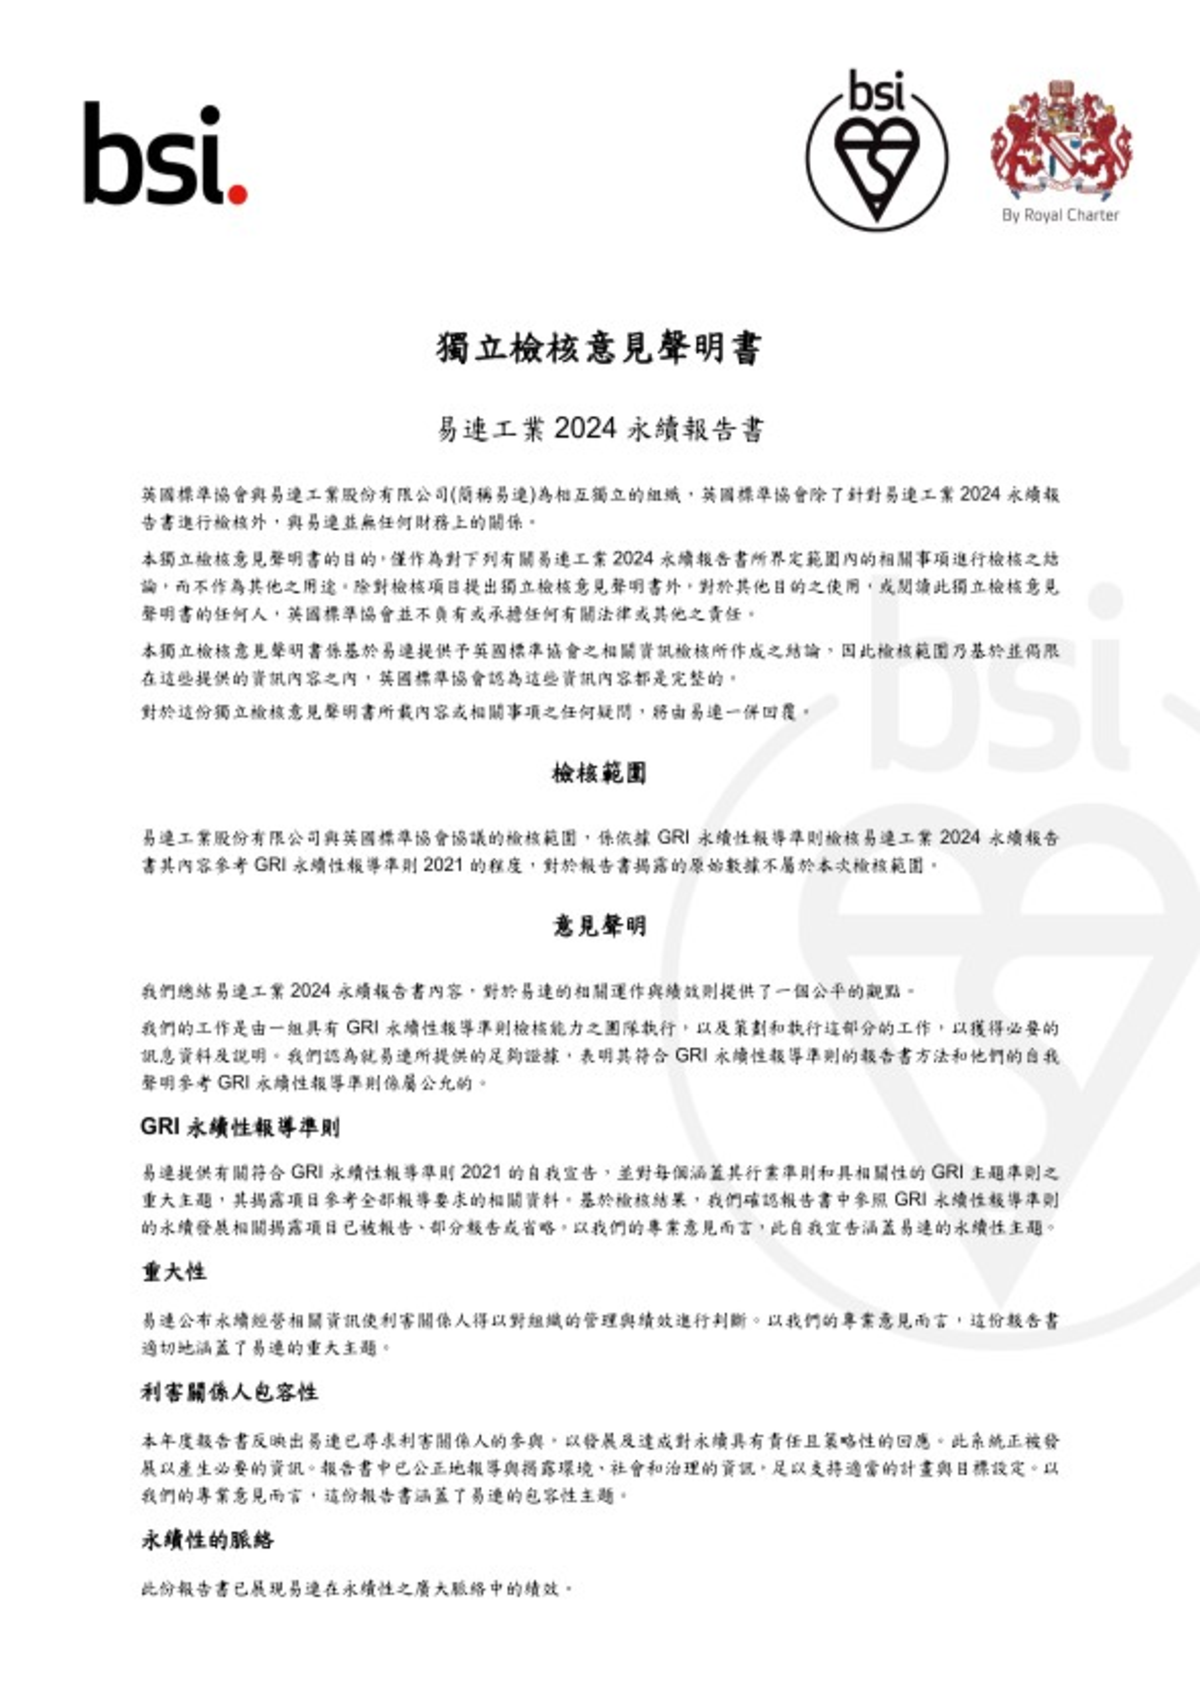 bsi.
bsi
By Royal Charter
獨立檢核意見聲明書
易連工業 2024 永續報告書
英國標準協會與易連工業股份有限公司(簡稱易連)為相互獨立的組織，英國標準協會除了針對易連工業 2024 永續報
告書進行檢核外，與易連並無任何財務上的關係。
本獨立檢核意見聲明書的目的，僅作為對下列有關易連工業 2024 永續報告書所界定範圍內的相關事項進行檢核之結
論，而不作為其他之用途。除對檢核項目提出獨立檢核意見聲明書外，對於其他目的之使用，或閱讀此獨立檢核意見
聲明書的任何人，英國標準協會並不負有或承擔任何有關法律或其他之責任。
本獨立檢核意見聲明書係基於易連提供予英國標準協會之相關資訊檢核所作成之結論，因此檢核範圍乃基於並侷限
在這些提供的資訊內容之內，英國標準協會認為這些資訊內容都是完整的。
對於這份獨立檢核意見聲明書所載內容或相關事項之任何疑問，將由易連一併回覆。
檢核範圍
易連工業股份有限公司與英國標準協會協議的檢核範圍，係依據 GRI 永續性報導準則檢核易連工業 2024 永續報告
書其內容參考 GRI 永續性報導準則 2021 的程度，對於報告書揭露的原始數據不屬於本次檢核範圍。
意見聲明
我們總結易連工業 2024 永續報告書內容，對於易連的相關運作與績效則提供了一個公平的觀點。
我們的工作是由一組具有 GRI 永續性報導準則檢核能力之團隊執行，以及策劃和執行這部分的工作，以獲得必要的
訊息資料及說明。我們認為就易連所提供的足夠證據，表明其符合 GRI 永續性報導準則的報告書方法和他們的自我
聲明參考 GRI 永續性報導準則係屬公允的。
GRI 永續性報導準則
易連提供有關符合 GRI 永續性報導準則 2021 的自我宣告，並對每個涵蓋其行業準則和具相關性的 GRI 主題準則之
重大主題，其揭露項目參考全部報導要求的相關資料。基於檢核結果，我們確認報告書中參照 GRI 永續性報導準則
的永續發展相關揭露項目已被報告、部分報告或省略。以我們的專業意見而言，此自我宣告涵蓋易連的永續性主題。
重大性
易連公布永續經營相關資訊使利害關係人得以對組織的管理與績效進行判斷。以我們的專業意見而言，這份報告書
適切地涵蓋了易連的重大主題。
利害關係人包容性
本年度報告書反映出易連已尋求利害關係人的參與，以發展及達成對永續具有責任且策略性的回應。此系統正被發
展以產生必要的資訊。報告書中已公正地報導與揭露環境、社會和治理的資訊，足以支持適當的計畫與目標設定。以
我們的專業意見而言，這份報告書涵蓋了易連的包容性主題。
永續性的脈絡
此份報告書已展現易連在永續性之廣大脈絡中的績效。
bsi